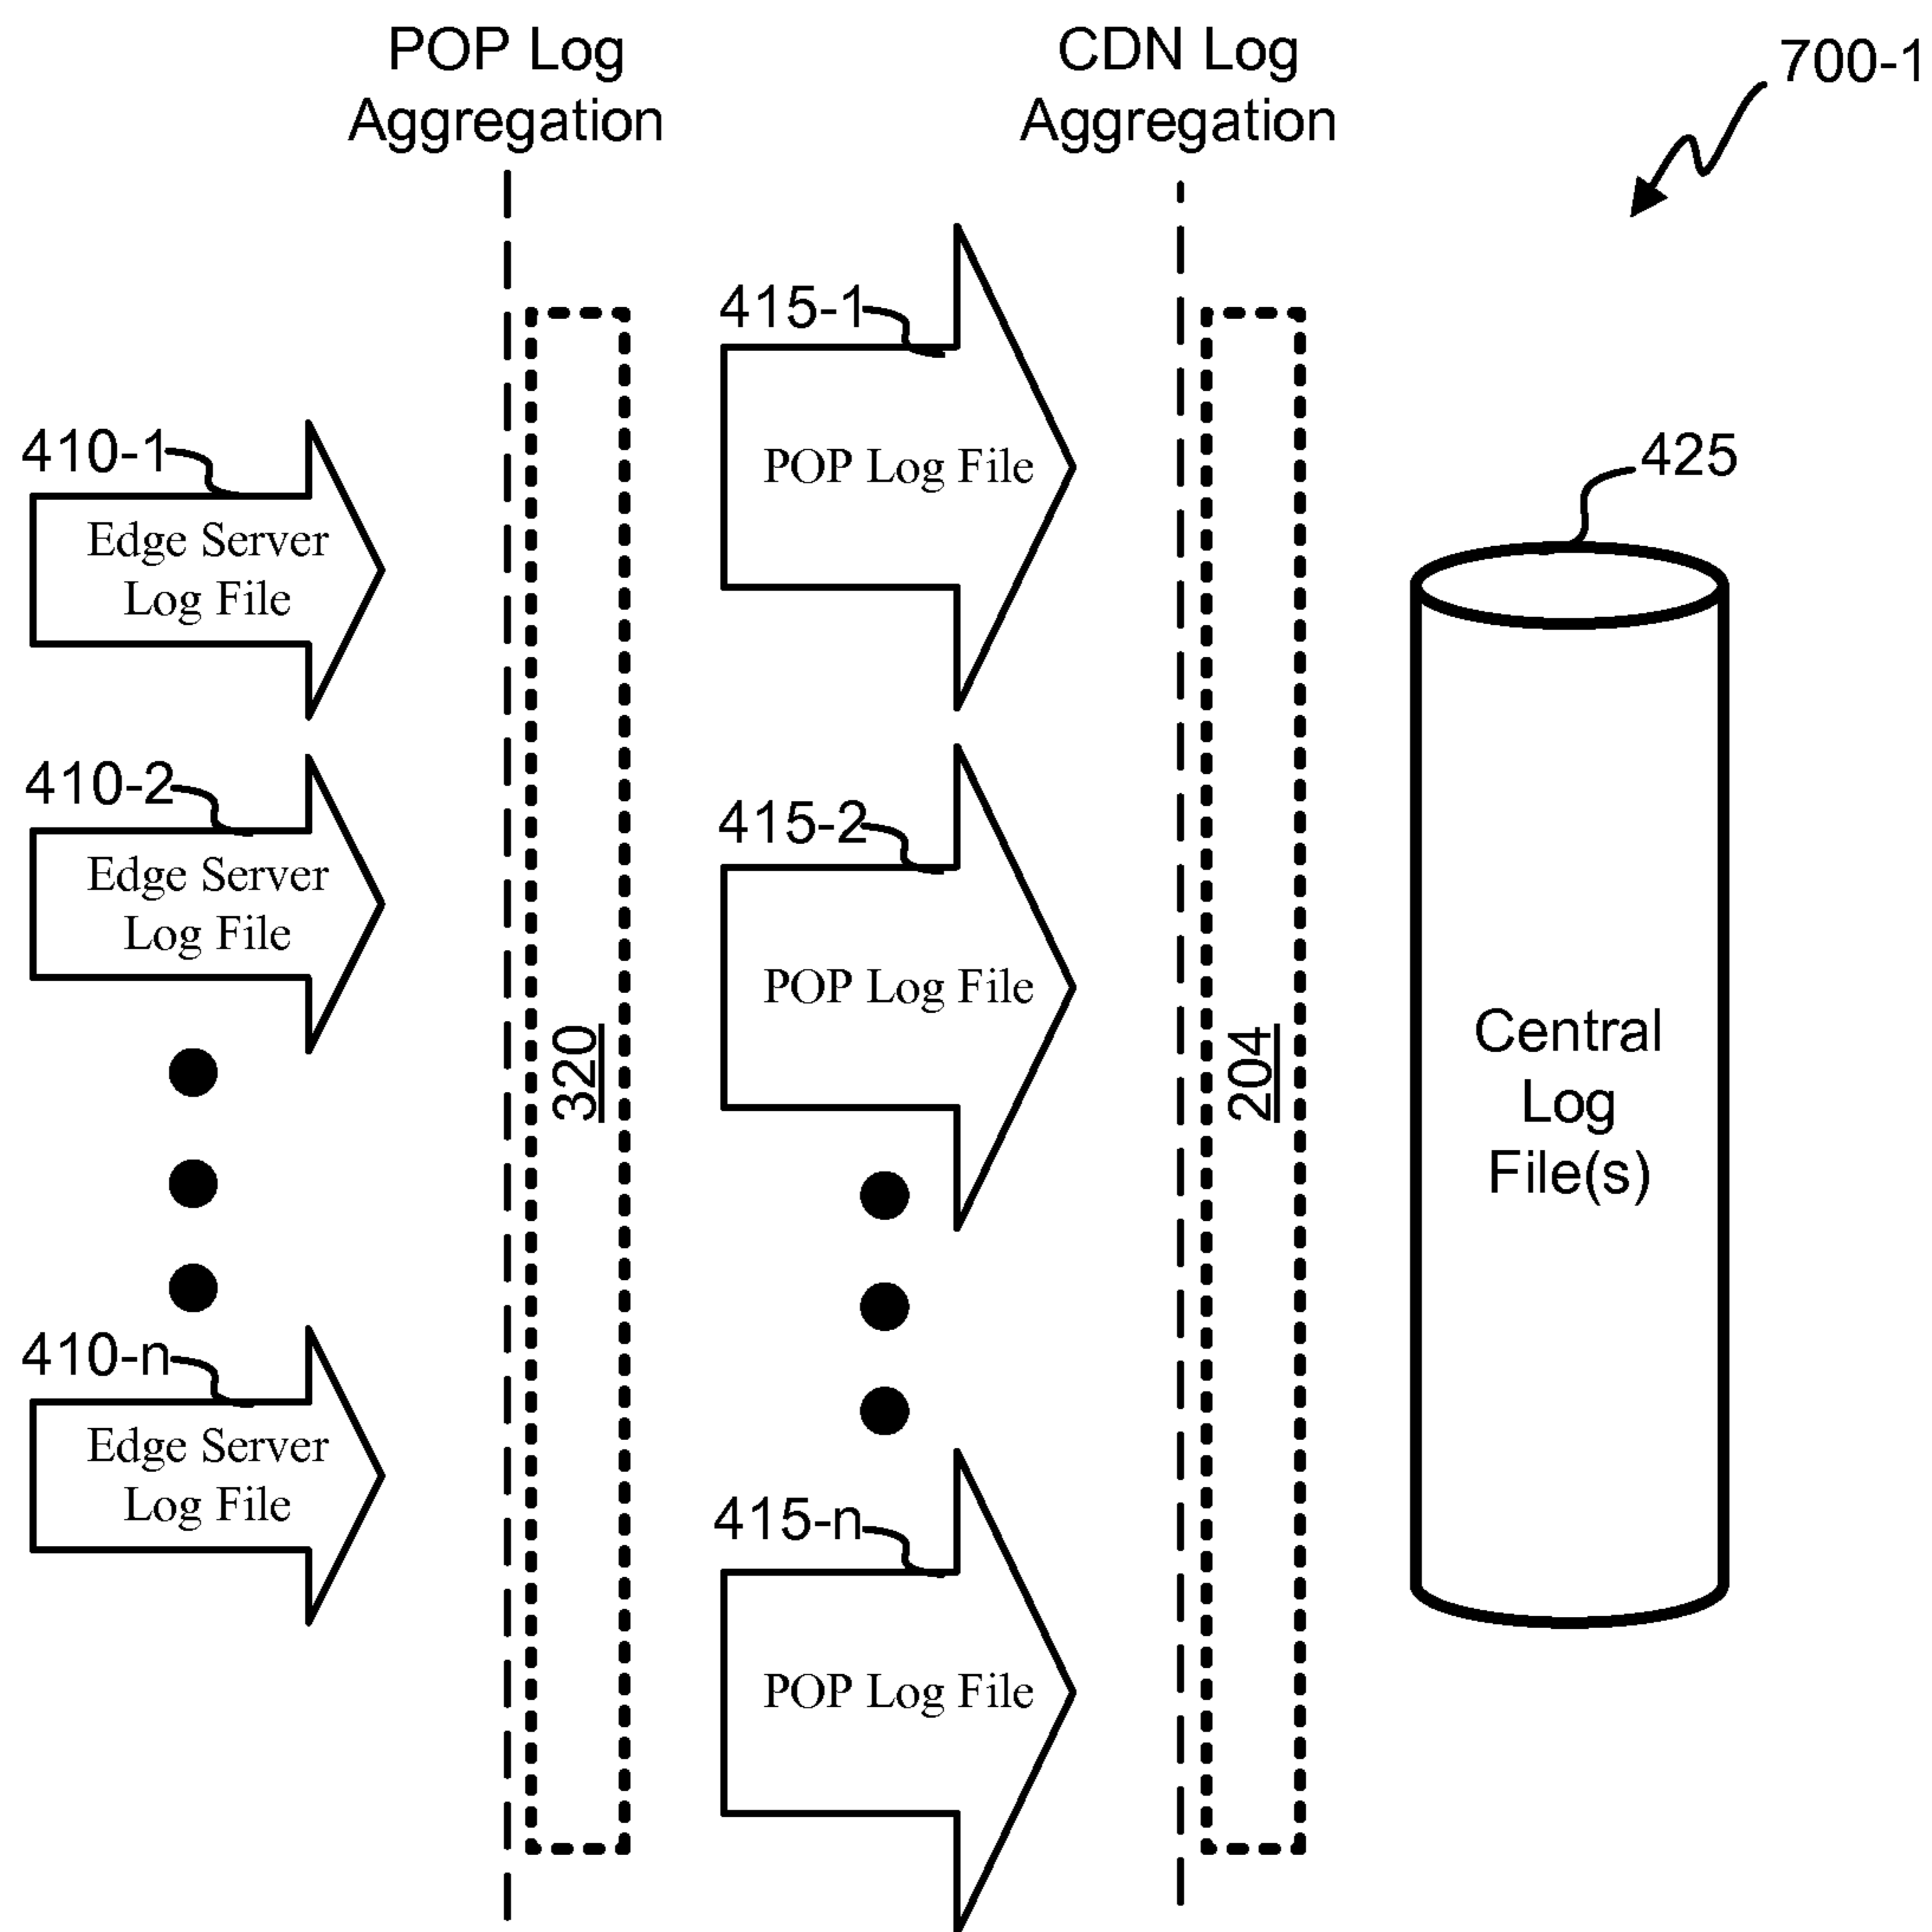 POP Log
Aggregation
CDN Log
Aggregation
700-1
410-1
Edge Server
Log File
410-2
Edge Server
Log File
410-n
Edge Server
Log File
320
415-1
POP Log File
415-2
POP Log File
415-n
POP Log File
204
425
Central
Log
File(s)